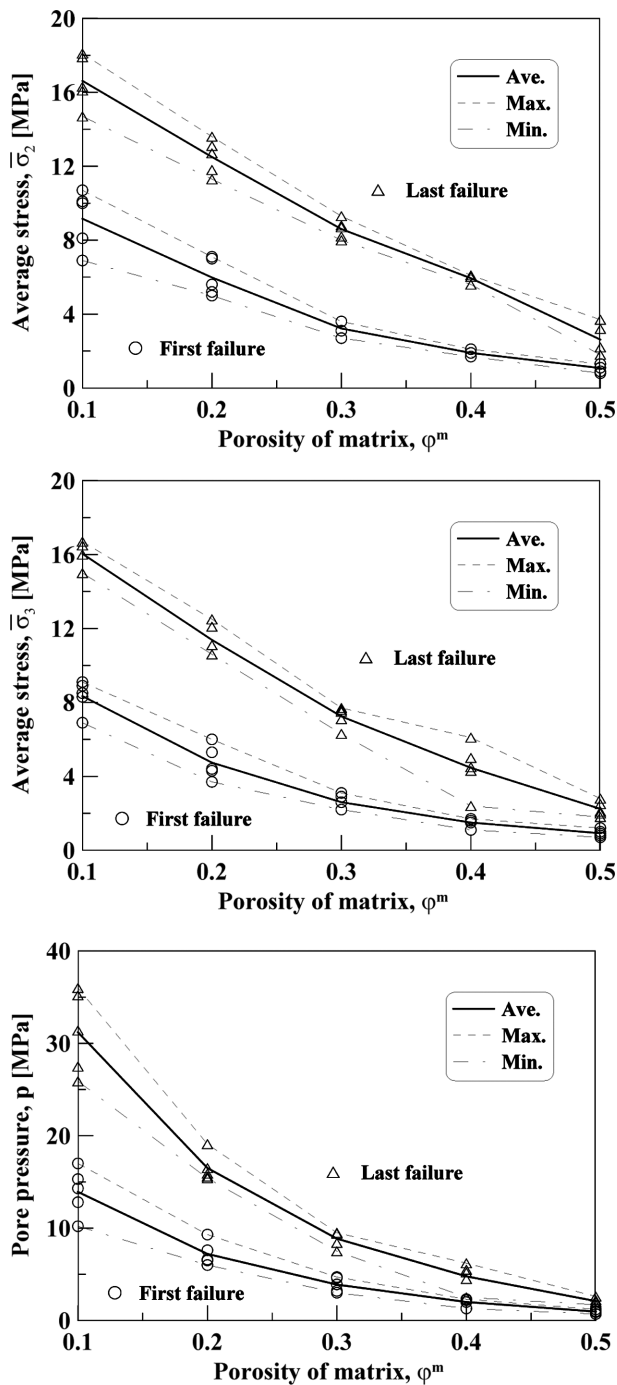 20
16
12
8
4
0
Average stress, σ̅₂ [MPa]
Ave.
Max.
Min.
Last failure
First failure
0.1 0.2 0.3 0.4 0.5
Porosity of matrix, φᵐ
20
16
12
8
4
0
Average stress, σ̅₃ [MPa]
Ave.
Max.
Min.
Last failure
First failure
0.1 0.2 0.3 0.4 0.5
Porosity of matrix, φᵐ
40
30
20
10
0
Pore pressure, p [MPa]
Ave.
Max.
Min.
Last failure
First failure
0.1 0.2 0.3 0.4 0.5
Porosity of matrix, φᵐ